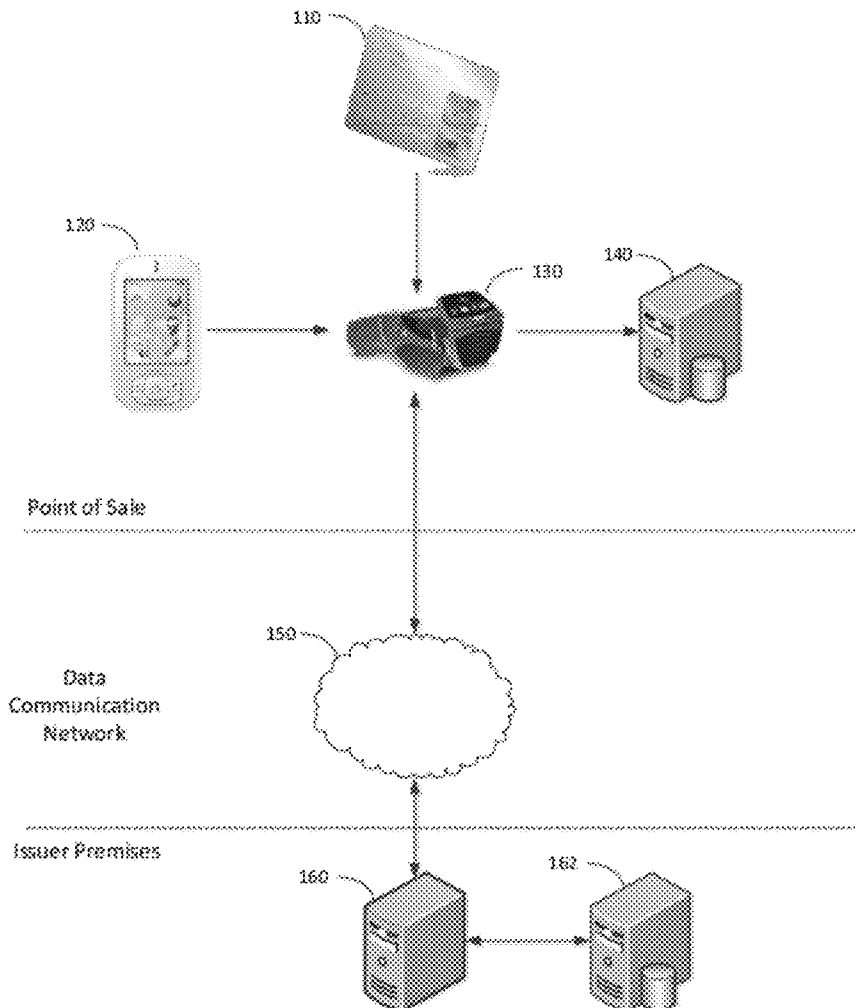 110
120
130
140
Point of Sale
150
Data
Communication
Network
Issuer Premises
160
162